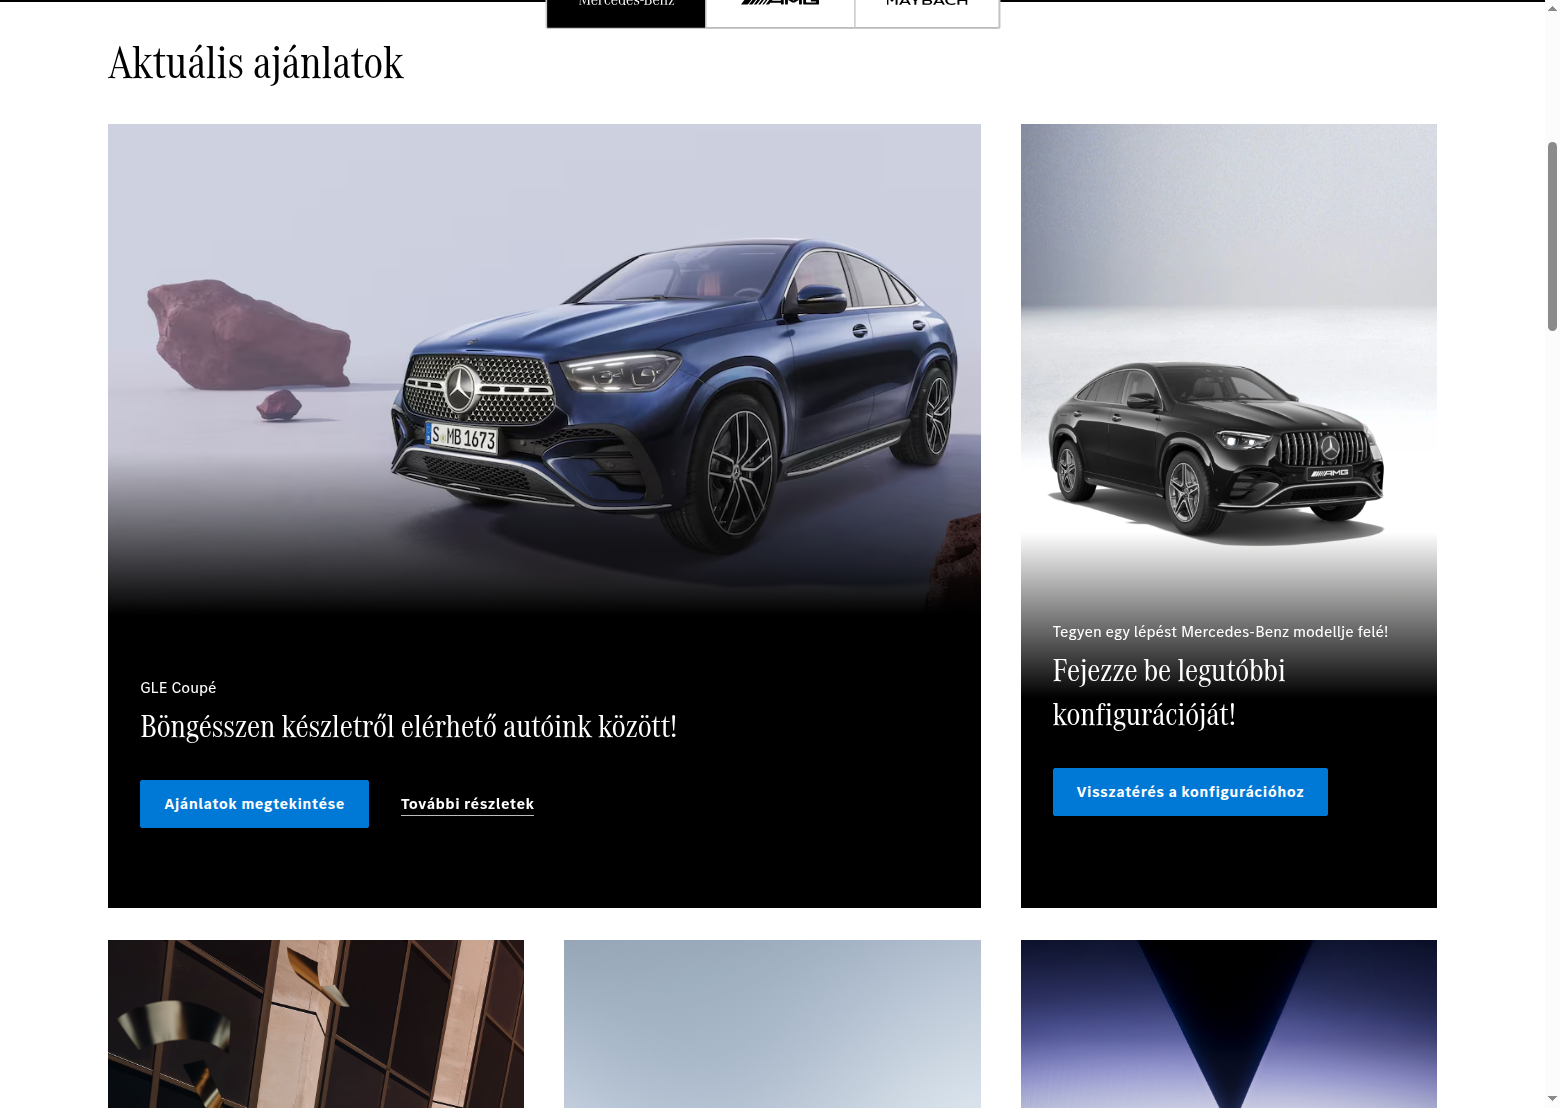 Mercedes-Benz
AMG
MAYBACH
Aktuális ajánlatok
S MB 1673
AMG
GLE Coupé
Böngésszen készletről elérhető autóink között!
Ajánlatok megtekintése
További részletek
Tegyen egy lépést Mercedes-Benz modellje felé!
Fejezze be legutóbbi
konfigurációját!
Visszatérés a konfigurációhoz